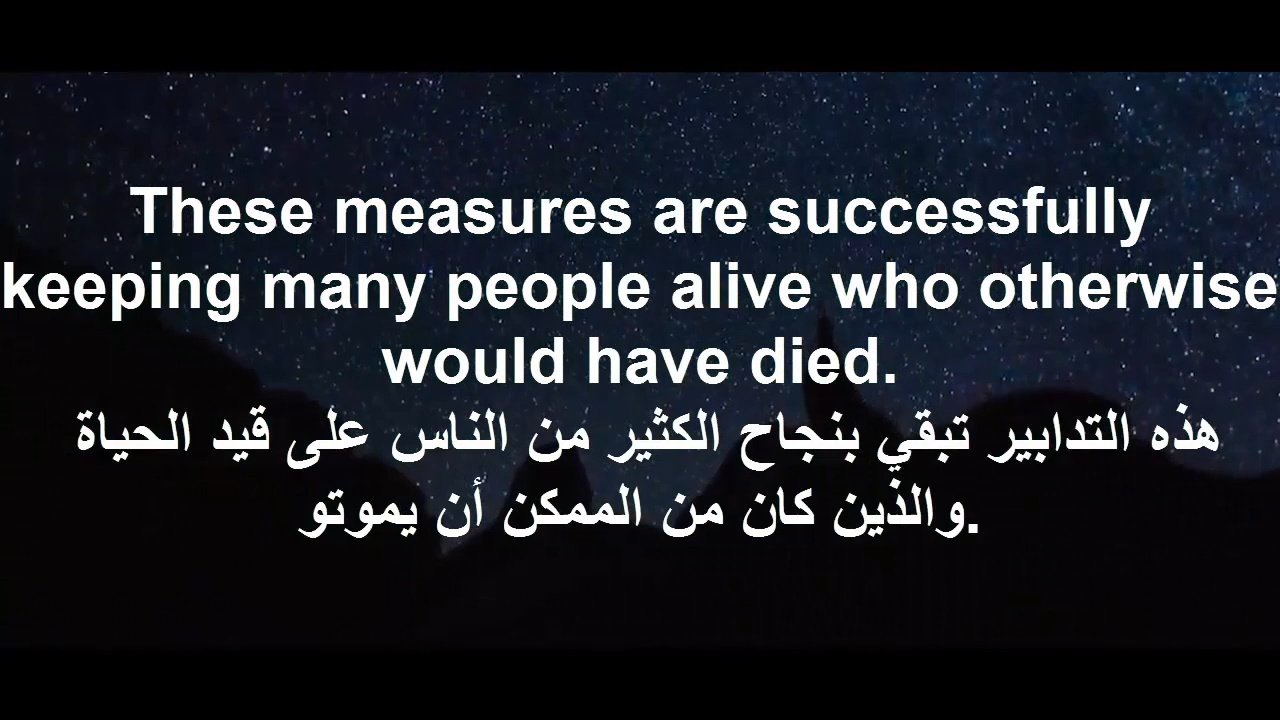 These measures are successfully
keeping many people alive who otherwise
would have died.
هذه التدابير تبقي بنجاح الكثير من الناس على قيد الحياة
والذين كان من الممكن أن يموتو.